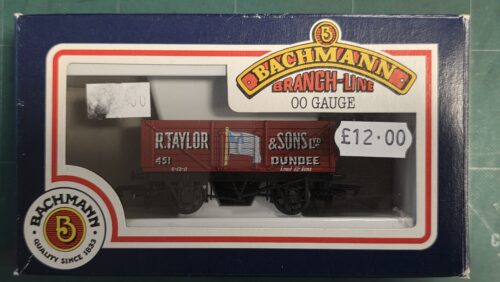 BACHMANN
BRANCH-LINE
00 GAUGE
R.TAYLOR & SONS LTD
451 DUNDEE
£12.00
BACHMANN
QUALITY SINCE 1833